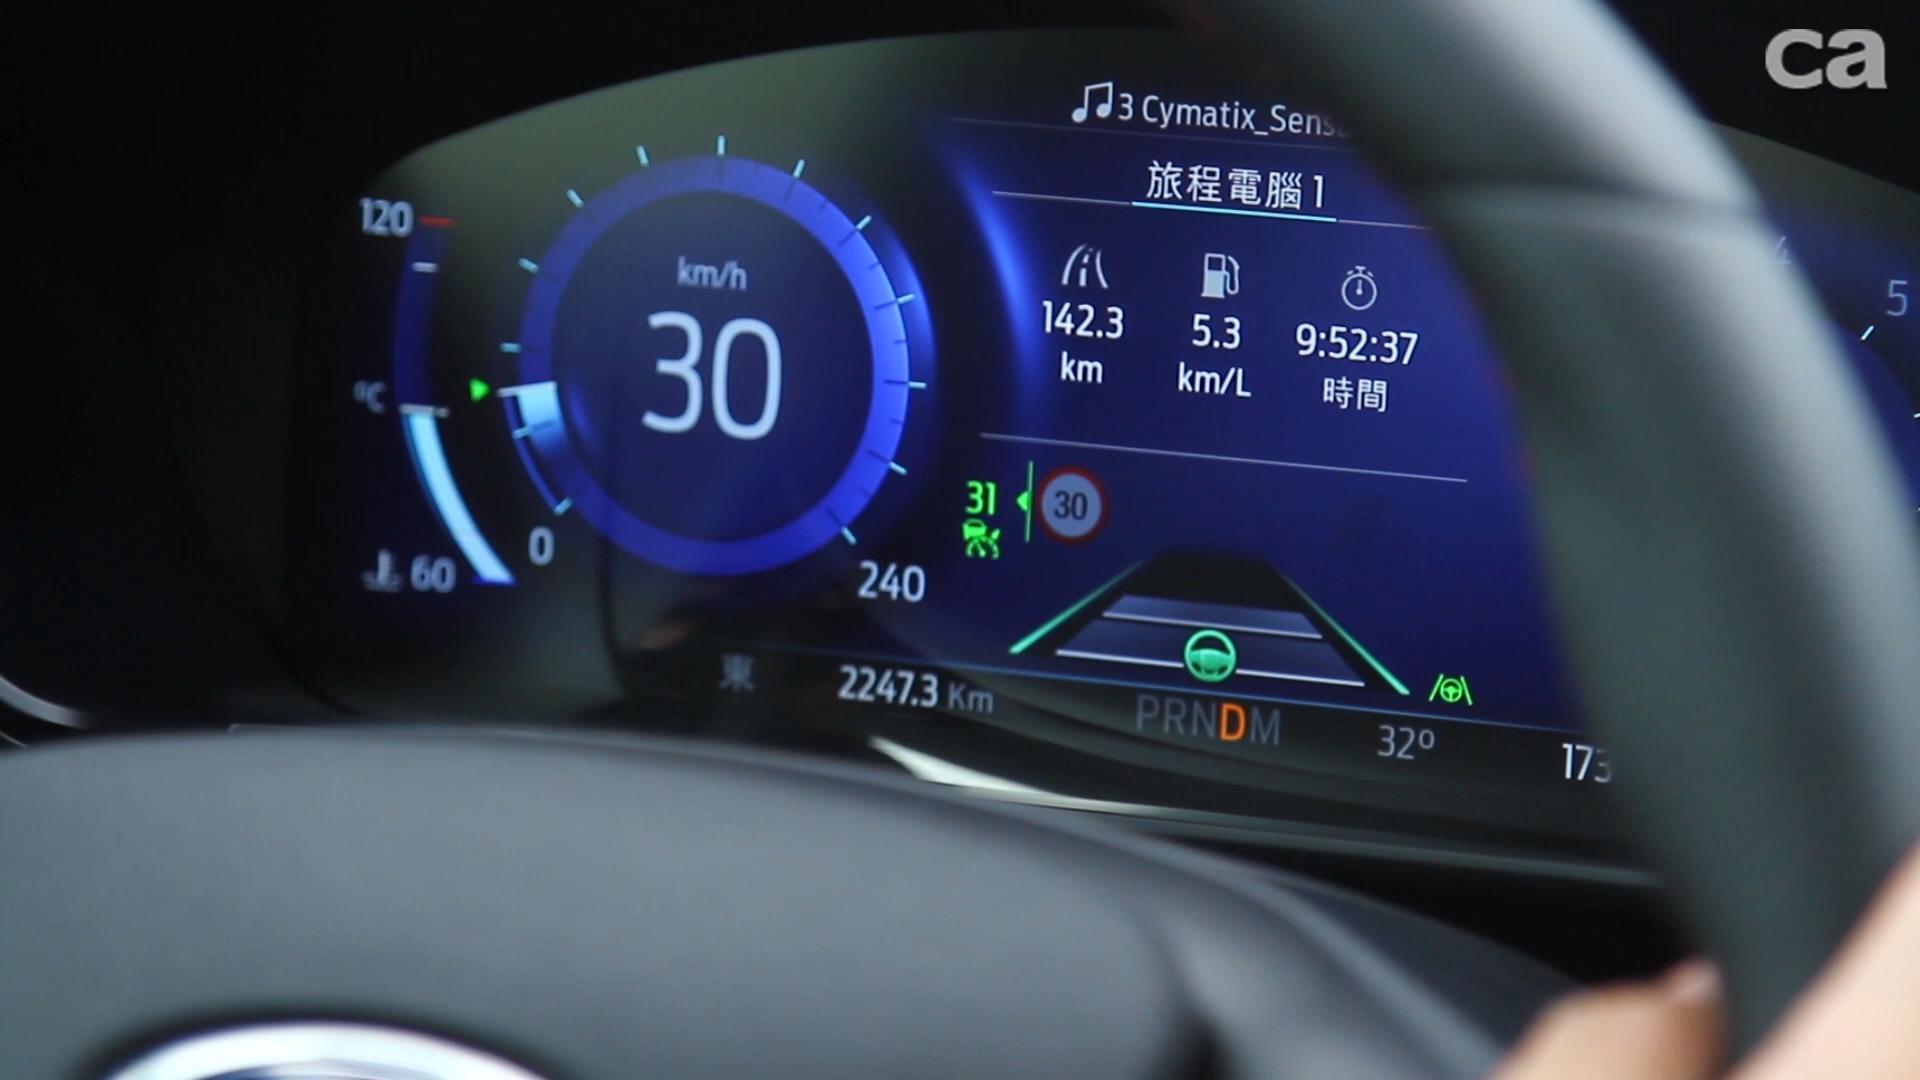 ca
3 Cymatix_Sens
旅程電腦 1
142.3 km
5.3 km/L
9:52:37 時間
120
°C
60
km/h
30
0
240
31
30
東
2247.3 Km
PRNDM
32°
173
4
5